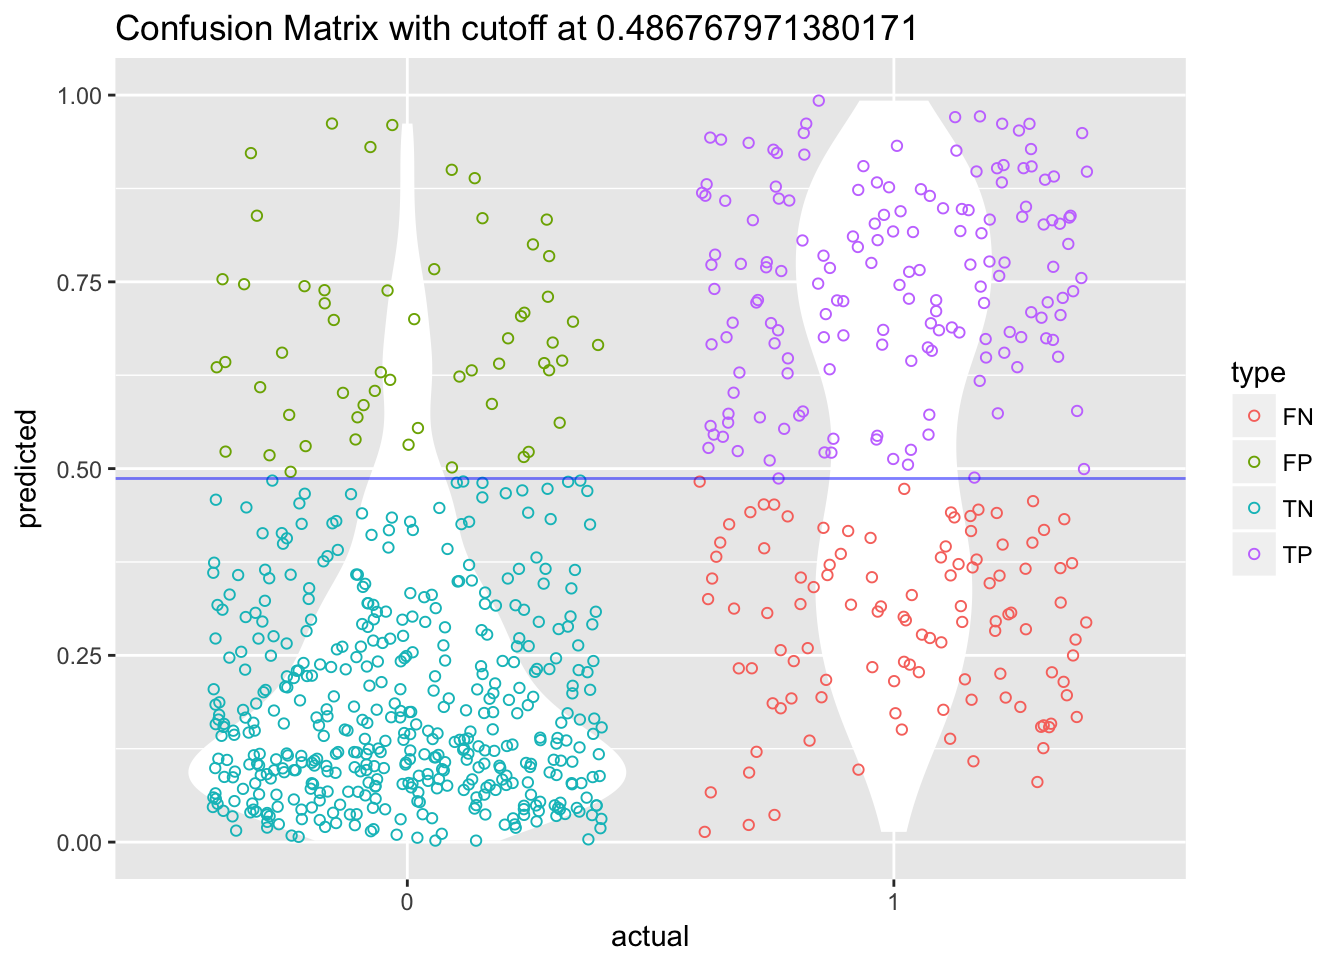 Confusion Matrix with cutoff at 0.486767971380171
1.00
0.75
0.50
0.25
0.00
predicted
0 1
actual
type
FN
FP
TN
TP